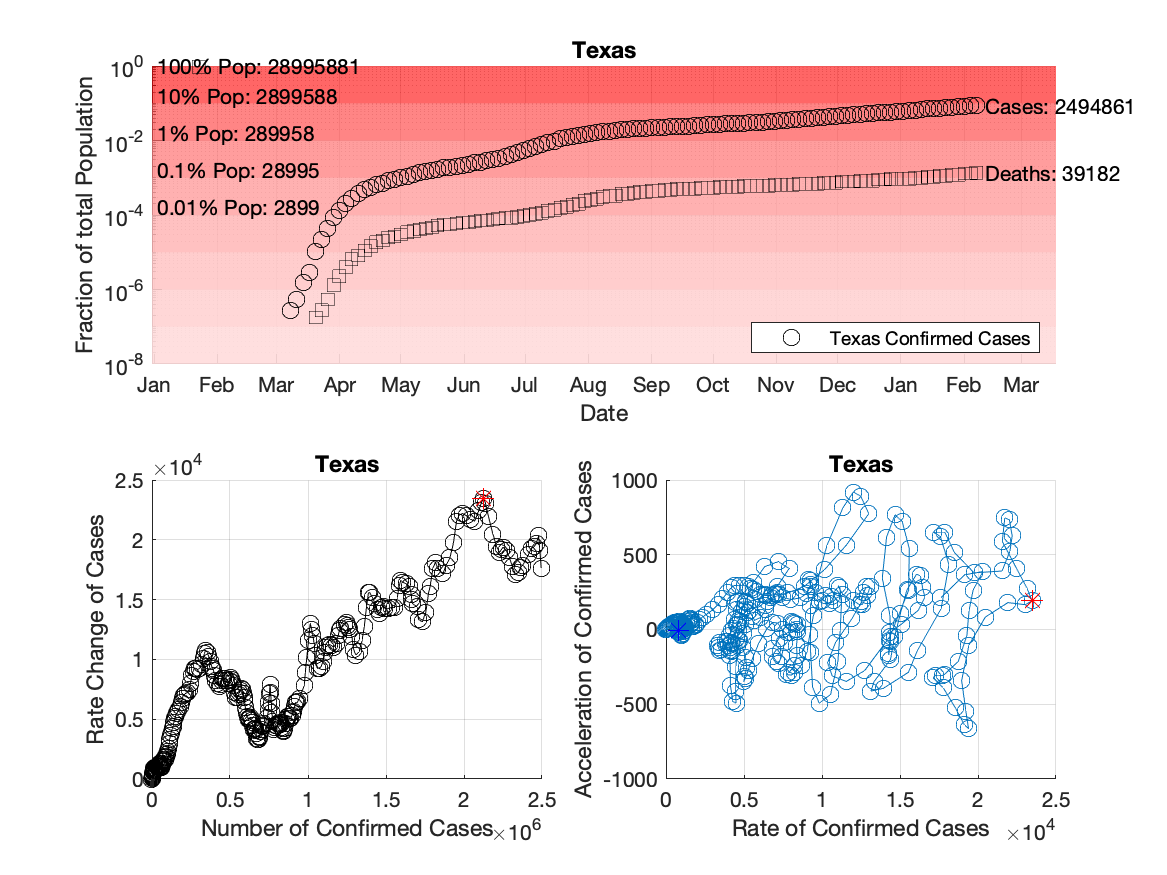 Texas
10^0
100% Pop: 28995881
10% Pop: 2899588
Cases: 2494861
10^-2
1% Pop: 289958
0.1% Pop: 28995
Deaths: 39182
10^-4
0.01% Pop: 2899
10^-6
10^-8
Fraction of total Population
Texas Confirmed Cases
Jan Feb Mar Apr May Jun Jul Aug Sep Oct Nov Dec Jan Feb Mar
Date
Texas
×10^4
2.5
2
1.5
1
0.5
0
Rate Change of Cases
0 0.5 1 1.5 2 2.5
Number of Confirmed Cases
×10^6
Texas
1000
500
0
-500
-1000
Acceleration of Confirmed Cases
0 0.5 1 1.5 2 2.5
Rate of Confirmed Cases
×10^4